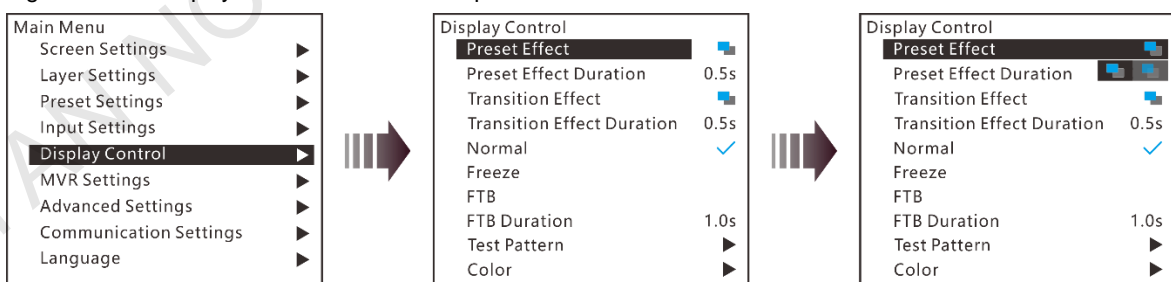 Main Menu
Screen Settings
Layer Settings
Preset Settings
Input Settings
Display Control
MVR Settings
Advanced Settings
Communication Settings
Language
Display Control
Preset Effect
Preset Effect Duration 0.5s
Transition Effect
Transition Effect Duration 0.5s
Normal
Freeze
FTB
FTB Duration 1.0s
Test Pattern
Color
Display Control
Preset Effect
Preset Effect Duration
Transition Effect
Transition Effect Duration 0.5s
Normal
Freeze
FTB
FTB Duration 1.0s
Test Pattern
Color